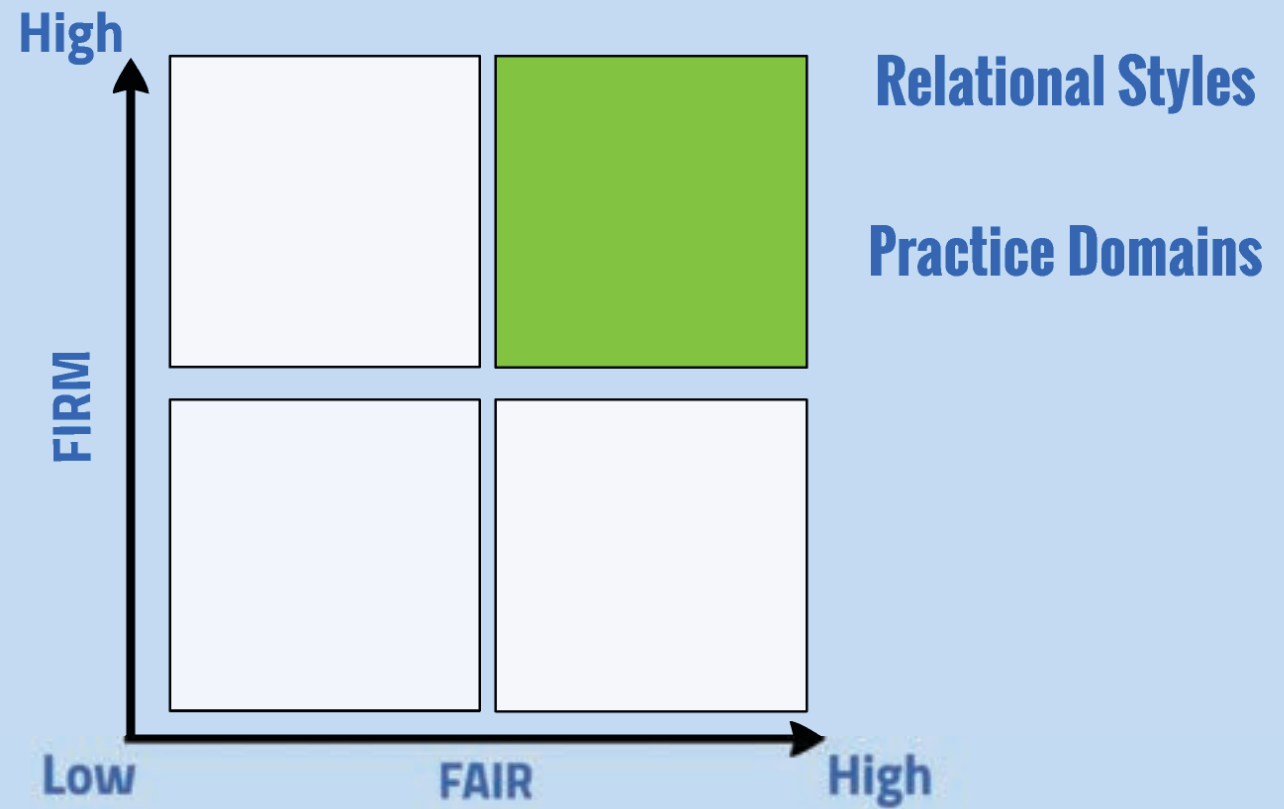 High
Relational Styles
Practice Domains
FIRM
Low
FAIR
High